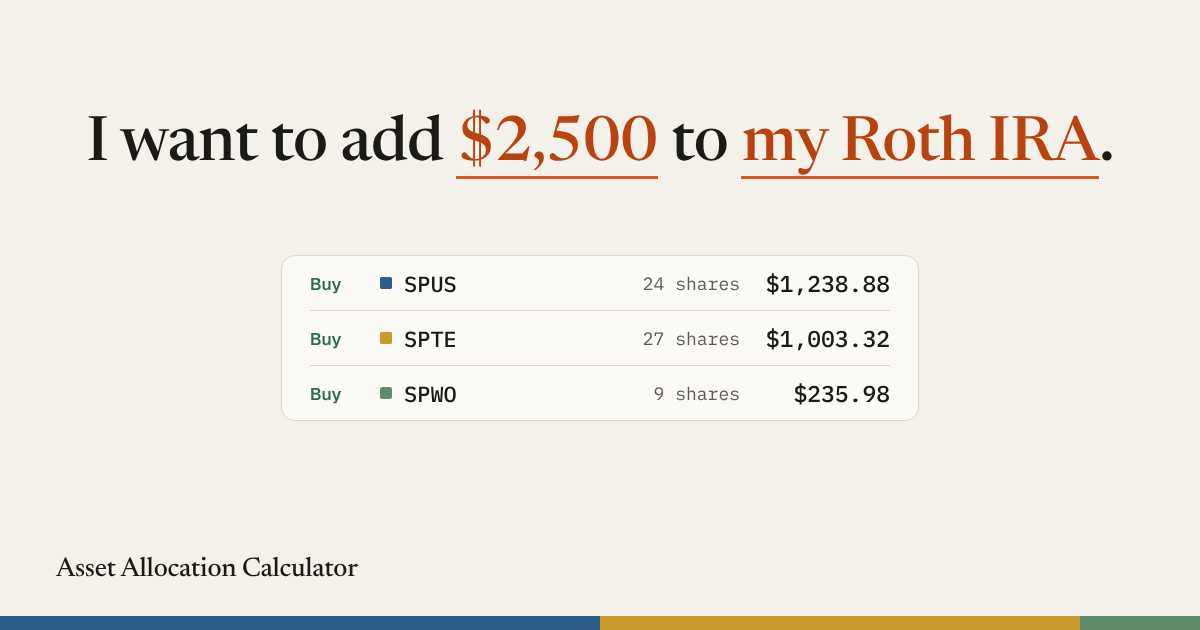 I want to add $2,500 to my Roth IRA.
Buy SPUS 24 shares $1,238.88
Buy SPTE 27 shares $1,003.32
Buy SPWO 9 shares $235.98
Asset Allocation Calculator